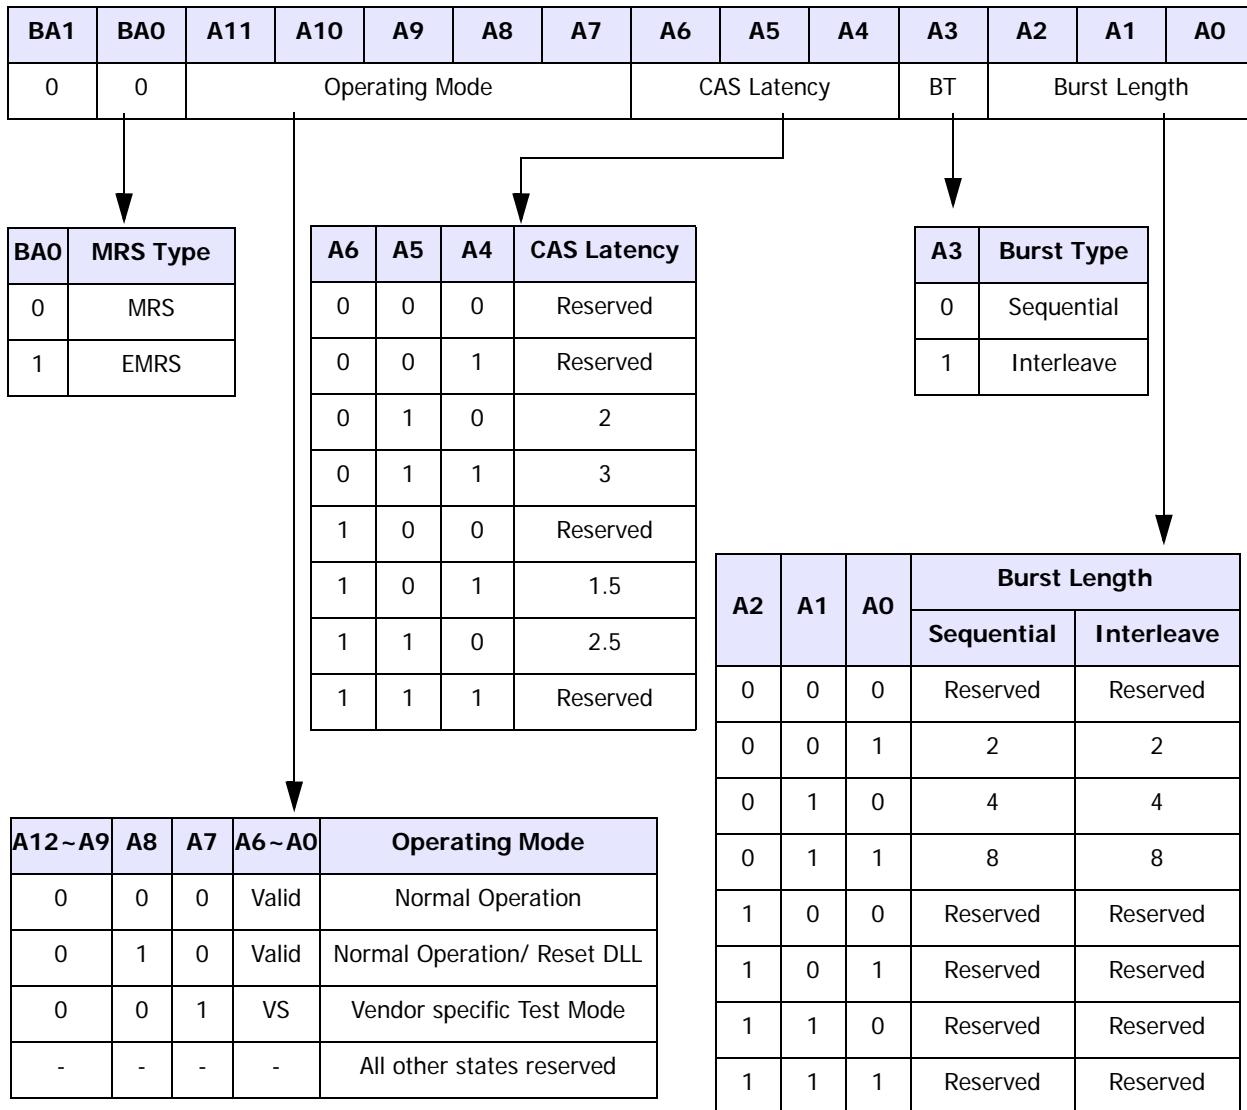 BA1 BA0 A11 A10 A9 A8 A7 A6 A5 A4 A3 A2 A1 A0
0 0 Operating Mode CAS Latency BT Burst Length
BA0 MRS Type
0 MRS
1 EMRS
A6 A5 A4 CAS Latency
0 0 0 Reserved
0 0 1 Reserved
0 1 0 2
0 1 1 3
1 0 0 Reserved
1 0 1 1.5
1 1 0 2.5
1 1 1 Reserved
A3 Burst Type
0 Sequential
1 Interleave
A12~A9 A8 A7 A6~A0 Operating Mode
0 0 0 Valid Normal Operation
0 1 0 Valid Normal Operation/ Reset DLL
0 0 1 VS Vendor specific Test Mode
- - - - All other states reserved
A2 A1 A0 Burst Length
Sequential Interleave
0 0 0 Reserved Reserved
0 0 1 2 2
0 1 0 4 4
0 1 1 8 8
1 0 0 Reserved Reserved
1 0 1 Reserved Reserved
1 1 0 Reserved Reserved
1 1 1 Reserved Reserved